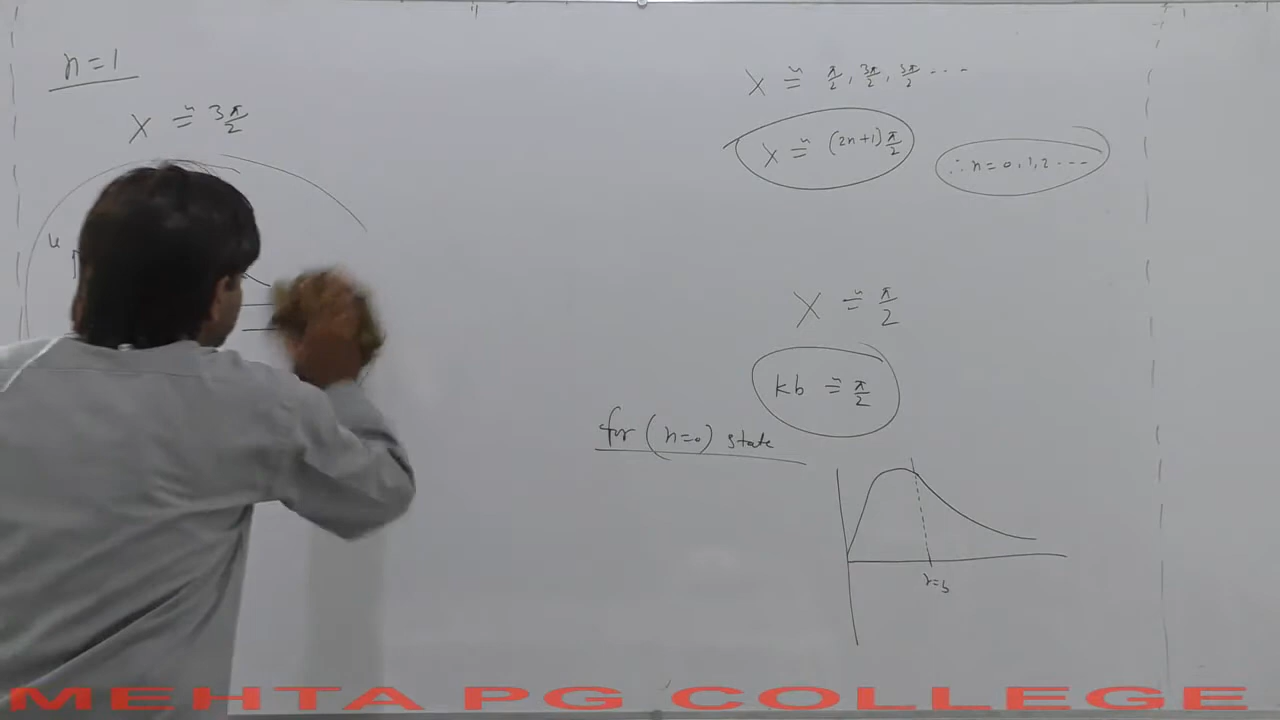 n=1
X ≃ 3π/2
u
X ≃ π/2, 3π/2, 5π/2 ....
X ≃ (2n+1) π/2
∴ n = 0, 1, 2 ....
X ≃ π/2
kb ≃ π/2
for (n=0) state
r=b
MEHTA PG COLLEGE